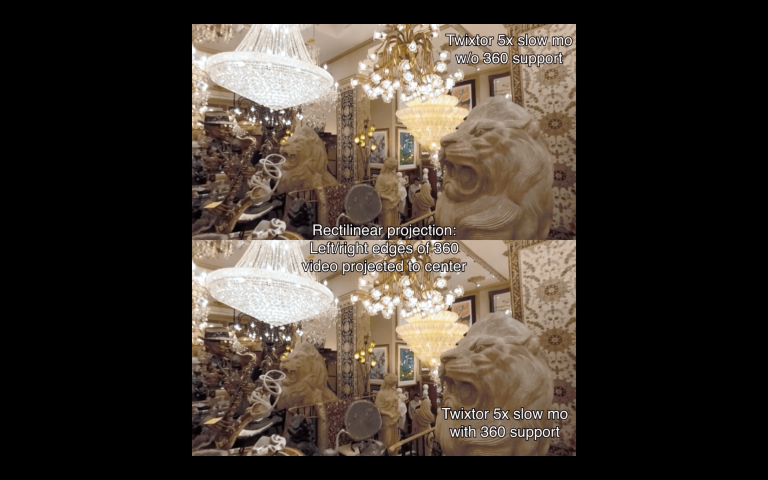 Twixtor 5x slow mo
w/o 360 support
Rectilinear projection:
Left/right edges of 360
video projected to center
Twixtor 5x slow mo
with 360 support